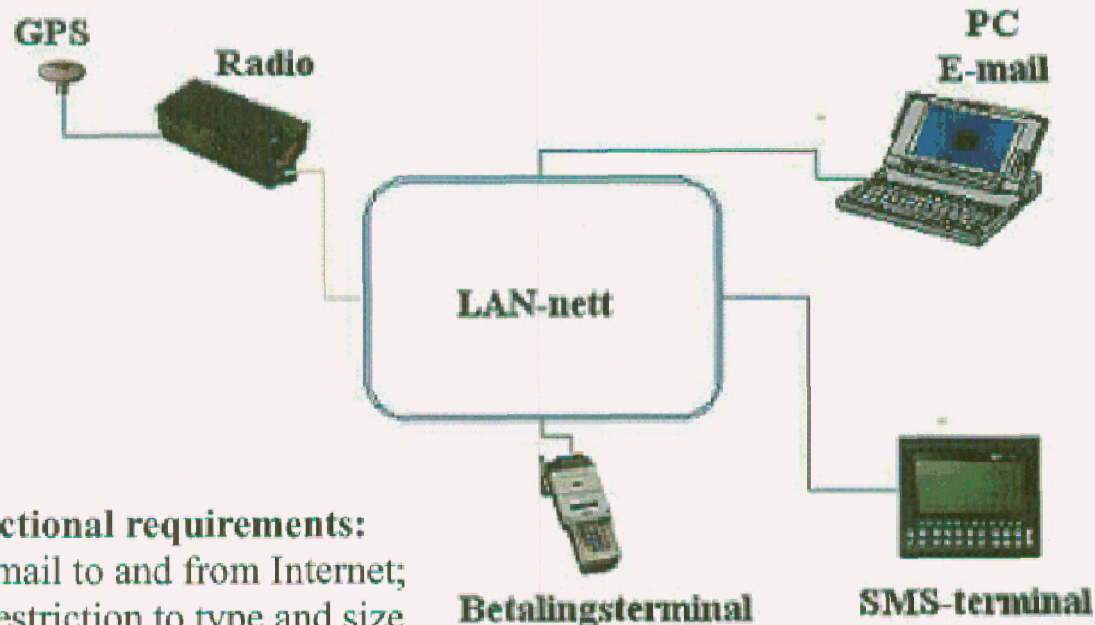 GPS
Radio
PC
E-mail
LAN-nett
ctional requirements:
mail to and from Internet;
estriction to type and size
Betalingsterminal
SMS-terminal